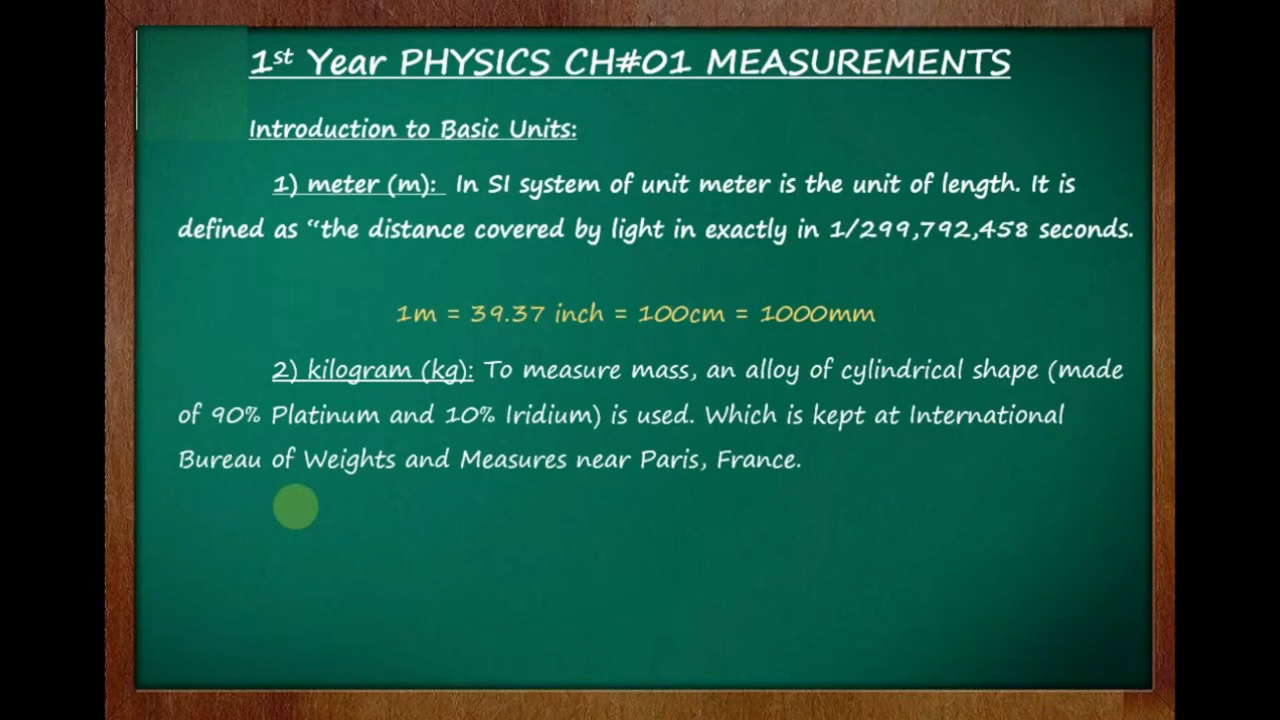 1st Year PHYSICS CH#01 MEASUREMENTS
Introduction to Basic Units:
1) meter (m): In SI system of unit meter is the unit of length. It is
defined as “the distance covered by light in exactly in 1/299,792,458 seconds.
1m = 39.37 inch = 100cm = 1000mm
2) kilogram (kg): To measure mass, an alloy of cylindrical shape (made
of 90% Platinum and 10% Iridium) is used. Which is kept at International
Bureau of Weights and Measures near Paris, France.